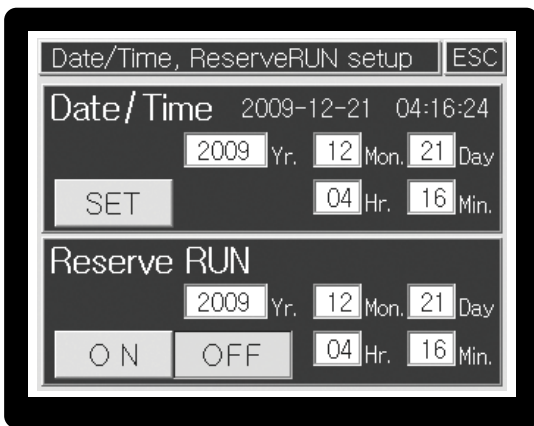 Date/Time, ReserveRUN setup ESC
Date/Time 2009-12-21 04:16:24
2009 Yr. 12 Mon. 21 Day
SET 04 Hr. 16 Min.
Reserve RUN
2009 Yr. 12 Mon. 21 Day
ON OFF 04 Hr. 16 Min.